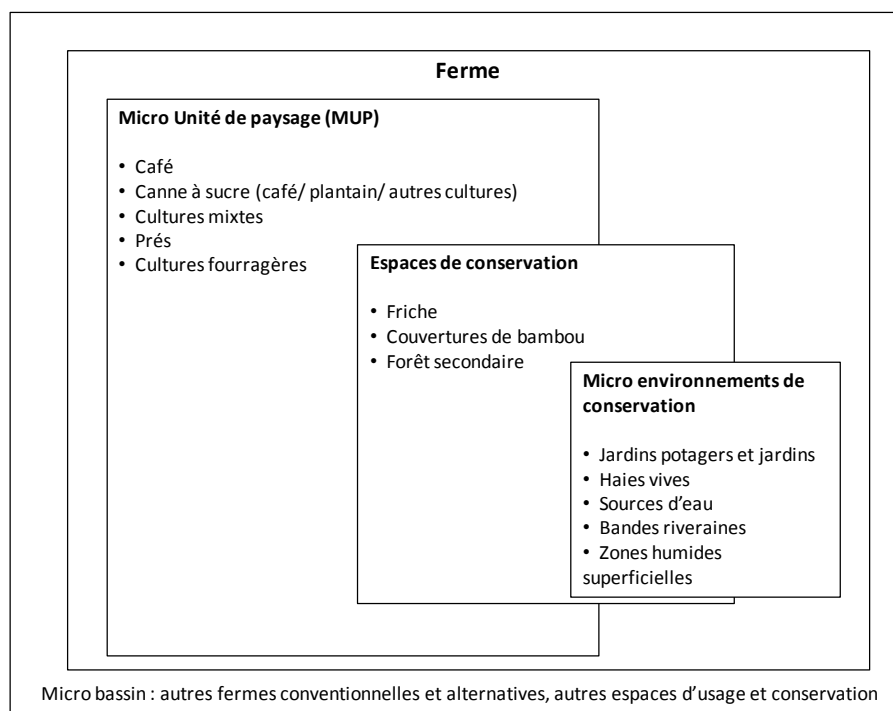 Ferme
Micro Unité de paysage (MUP)
• Café
• Canne à sucre (café/ plantain/ autres cultures)
• Cultures mixtes
• Prés
• Cultures fourragères
Espaces de conservation
• Friche
• Couvertures de bambou
• Forêt secondaire
Micro environnements de
conservation
• Jardins potagers et jardins
• Haies vives
• Sources d’eau
• Bandes riveraines
• Zones humides
superficielles
Micro bassin : autres fermes conventionnelles et alternatives, autres espaces d’usage et conservation